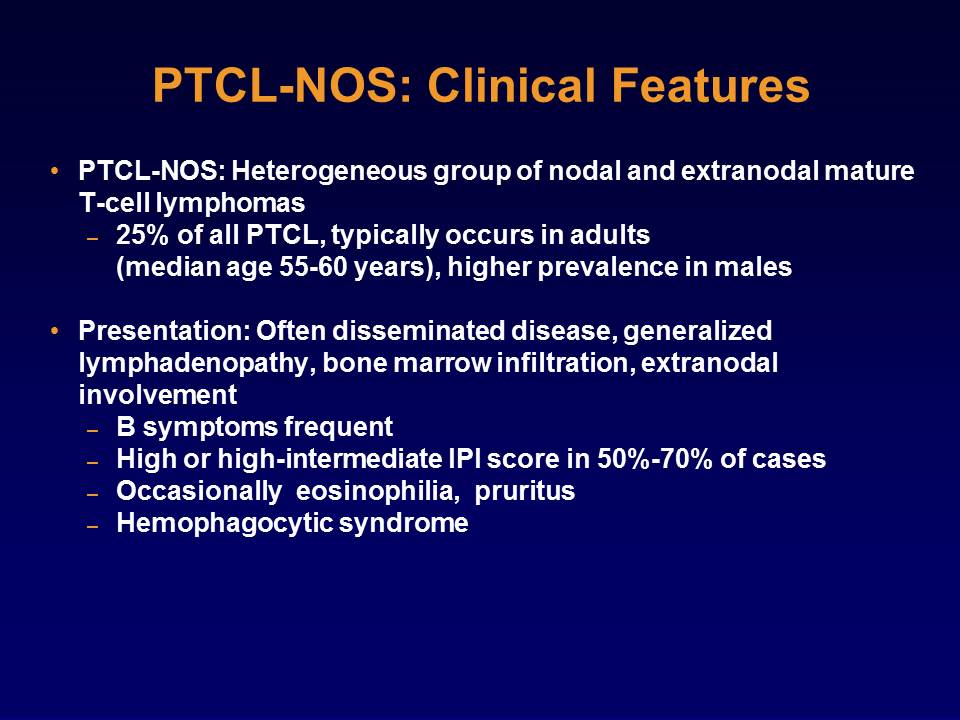 PTCL-NOS: Clinical Features
• PTCL-NOS: Heterogeneous group of nodal and extranodal mature
T-cell lymphomas
– 25% of all PTCL, typically occurs in adults
(median age 55-60 years), higher prevalence in males
• Presentation: Often disseminated disease, generalized
lymphadenopathy, bone marrow infiltration, extranodal
involvement
– B symptoms frequent
– High or high-intermediate IPI score in 50%-70% of cases
– Occasionally eosinophilia, pruritus
– Hemophagocytic syndrome